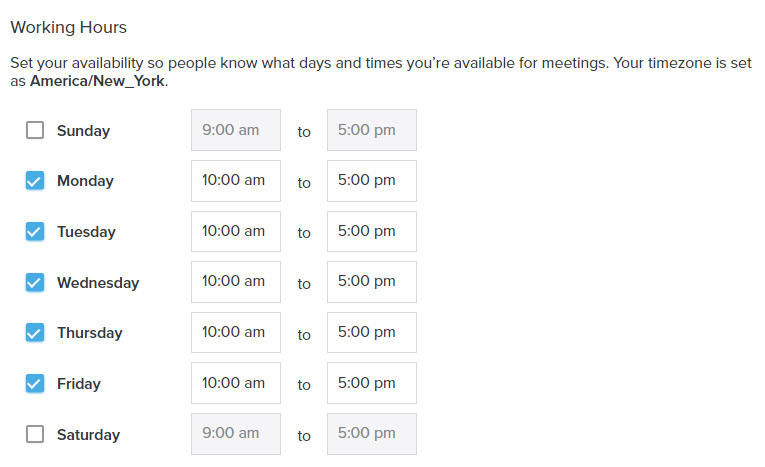 Working Hours
Set your availability so people know what days and times you’re available for meetings. Your timezone is set
as America/New_York.
Sunday 9:00 am to 5:00 pm
Monday 10:00 am to 5:00 pm
Tuesday 10:00 am to 5:00 pm
Wednesday 10:00 am to 5:00 pm
Thursday 10:00 am to 5:00 pm
Friday 10:00 am to 5:00 pm
Saturday 9:00 am to 5:00 pm